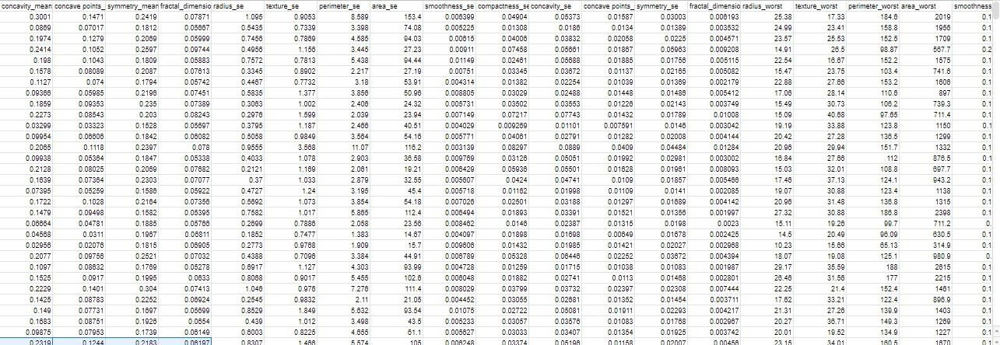 concavity_mean concave points_ symmetry_mean fractal_dimensio radius_se texture_se perimeter_se area_se smoothness_se compactness_se concavity_se concave points_ symmetry_se fractal_dimensio radius_worst texture_worst perimeter_worst area_worst smoothness
0.3001 0.1471 0.2419 0.07871 1.095 0.9053 8.589 153.4 0.006399 0.04904 0.05373 0.01587 0.03003 0.006193 25.38 17.33 184.6 2019 0.1
0.0869 0.07017 0.1812 0.05667 0.5435 0.7339 3.398 74.08 0.005225 0.01308 0.0186 0.0134 0.01389 0.003532 24.99 23.41 158.8 1956 0.1
0.1974 0.1279 0.2069 0.05999 0.7456 0.7869 4.585 94.03 0.00615 0.04006 0.03832 0.02058 0.0225 0.004571 23.57 25.53 152.5 1709 0.1
0.2414 0.1052 0.2597 0.09744 0.4956 1.156 3.445 27.23 0.00911 0.07458 0.05661 0.01867 0.05963 0.009208 14.91 26.5 98.87 567.7 0.2
0.198 0.1043 0.1809 0.05883 0.7572 0.7813 5.438 94.44 0.01149 0.02461 0.05688 0.01885 0.01756 0.005115 22.54 16.67 152.2 1575 0.1
0.1578 0.08089 0.2087 0.07613 0.3345 0.8902 2.217 27.19 0.00751 0.03345 0.03672 0.01137 0.02165 0.005082 15.47 23.75 103.4 741.6 0.1
0.1127 0.074 0.1794 0.05742 0.4467 0.7732 3.18 53.91 0.004314 0.01382 0.02254 0.01039 0.01369 0.002179 22.88 27.66 153.2 1606 0.1
0.09366 0.05985 0.2196 0.07451 0.5835 1.377 3.856 50.96 0.008805 0.03029 0.02488 0.01448 0.01486 0.005412 17.06 28.14 110.6 897 0.1
0.1859 0.09353 0.235 0.07389 0.3063 1.002 2.406 24.32 0.005731 0.03502 0.03553 0.01226 0.02143 0.003749 15.49 30.73 106.2 739.3 0.1
0.2273 0.08543 0.203 0.08243 0.2976 1.599 2.039 23.94 0.007149 0.07217 0.07743 0.01432 0.01789 0.01008 15.09 40.68 97.65 711.4 0.1
0.03299 0.03323 0.1528 0.05697 0.3795 1.187 2.466 40.51 0.004029 0.009269 0.01101 0.007591 0.0146 0.003042 19.19 33.88 123.8 1150 0.1
0.09954 0.06606 0.1842 0.06082 0.5058 0.9849 3.564 54.16 0.005771 0.04061 0.02791 0.01282 0.02008 0.004144 20.42 27.28 136.5 1299 0.1
0.2065 0.1118 0.2397 0.078 0.9555 3.568 11.07 116.2 0.003139 0.08297 0.0889 0.0409 0.04484 0.01284 20.96 29.94 151.7 1332 0.1
0.09938 0.05364 0.1847 0.05338 0.4033 1.078 2.903 36.58 0.009769 0.03126 0.05051 0.01992 0.02981 0.003002 16.84 27.66 112 876.5 0.1
0.2128 0.08025 0.2069 0.07682 0.2121 1.169 2.061 19.21 0.006429 0.05936 0.05501 0.01628 0.01961 0.008093 15.03 32.01 108.8 697.7 0.1
0.1639 0.07364 0.2303 0.07077 0.37 1.033 2.879 32.55 0.005607 0.0424 0.04741 0.0109 0.01857 0.005466 17.46 37.13 124.1 943.2 0.1
0.07395 0.05259 0.1586 0.05922 0.4727 1.24 3.195 45.4 0.005718 0.01162 0.01998 0.01109 0.0141 0.002085 19.07 30.88 123.4 1138 0.1
0.1722 0.1028 0.2164 0.07356 0.5692 1.073 3.854 54.18 0.007026 0.02501 0.03188 0.01297 0.01689 0.004142 20.96 31.48 136.8 1315 0.1
0.1479 0.09498 0.1582 0.05395 0.7582 1.017 5.865 112.4 0.006494 0.01893 0.03391 0.01521 0.01356 0.001997 27.32 30.88 186.8 2398 0.1
0.06664 0.04781 0.1885 0.05766 0.2699 0.7886 2.058 23.56 0.008462 0.0146 0.02387 0.01315 0.0198 0.0023 15.11 19.26 99.7 711.2 0.
0.04568 0.0311 0.1967 0.06811 0.1852 0.7477 1.383 14.67 0.004097 0.01898 0.01698 0.00649 0.01678 0.002425 14.5 20.49 96.09 630.5 0.1
0.02956 0.02076 0.1815 0.06905 0.2773 0.9768 1.909 15.7 0.009606 0.01432 0.01985 0.01421 0.02027 0.002968 10.23 15.66 65.13 314.9 0.1
0.2077 0.09756 0.2521 0.07032 0.4388 0.7096 3.384 44.91 0.006789 0.05328 0.06446 0.02252 0.03672 0.004394 18.07 19.08 125.1 980.9 0.
0.1097 0.08632 0.1769 0.05278 0.6917 1.127 4.303 93.99 0.004728 0.01259 0.01715 0.01038 0.01083 0.001987 29.17 35.59 188 2615 0.1
0.1525 0.0917 0.1995 0.0633 0.8068 0.9017 5.455 102.6 0.006048 0.01882 0.02741 0.0113 0.01468 0.002801 26.46 31.56 177 2215 0.1
0.2229 0.1401 0.304 0.07413 1.046 0.976 7.276 111.4 0.008029 0.03799 0.03732 0.02397 0.02308 0.007444 22.25 21.4 152.4 1461 0.1
0.1425 0.08783 0.2252 0.06924 0.2545 0.9832 2.11 21.05 0.004452 0.03055 0.02681 0.01352 0.01454 0.003711 17.62 33.21 122.4 896.9 0.1
0.149 0.07731 0.1697 0.05699 0.8529 1.849 5.632 93.54 0.01075 0.02722 0.05081 0.01911 0.02293 0.004217 21.31 27.26 139.9 1403 0.1
0.1683 0.08751 0.1926 0.0654 0.439 1.012 3.498 43.5 0.005233 0.03057 0.03576 0.01083 0.01768 0.002967 20.27 36.71 149.3 1269 0.1
0.09875 0.07953 0.1739 0.06149 0.6003 0.8225 4.655 61.1 0.005627 0.03033 0.03407 0.01354 0.01925 0.003742 20.01 19.52 134.9 1227 0.1
0.2319 0.1244 0.2183 0.06197 0.8307 1.466 5.574 105 0.006248 0.03374 0.05196 0.01158 0.02007 0.00456 23.15 34.01 160.5 1670 0.1